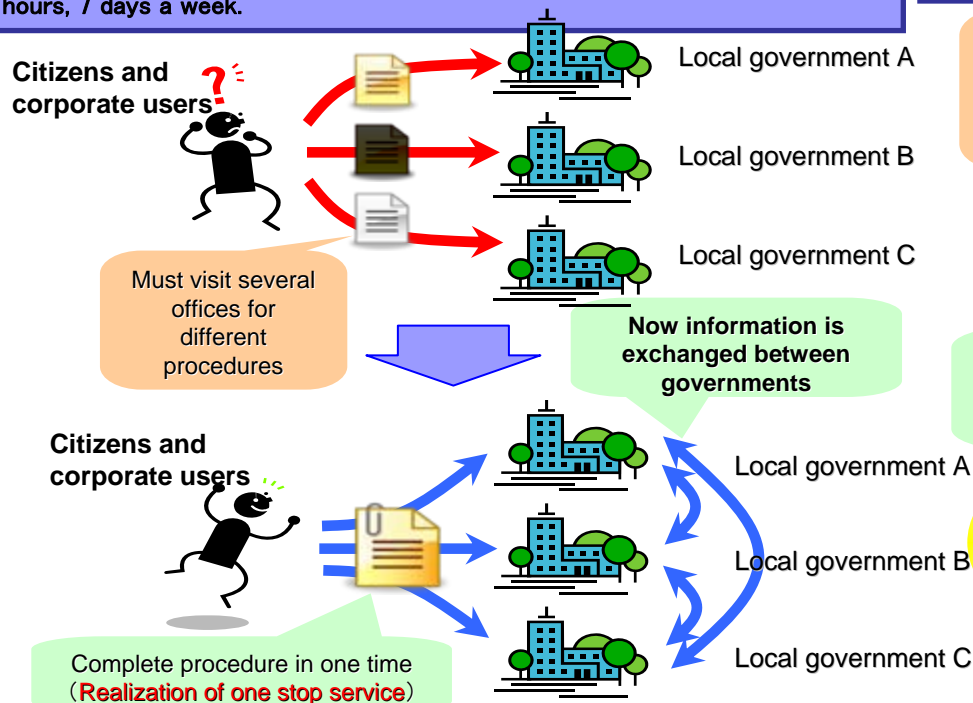 hours, 7 days a week.
Citizens and
corporate users
?
Local government A
Local government B
Local government C
Must visit several
offices for
different
procedures
Now information is
exchanged between
governments
Citizens and
corporate users
Local government A
Local government B
Local government C
Complete procedure in one time
（Realization of one stop service）